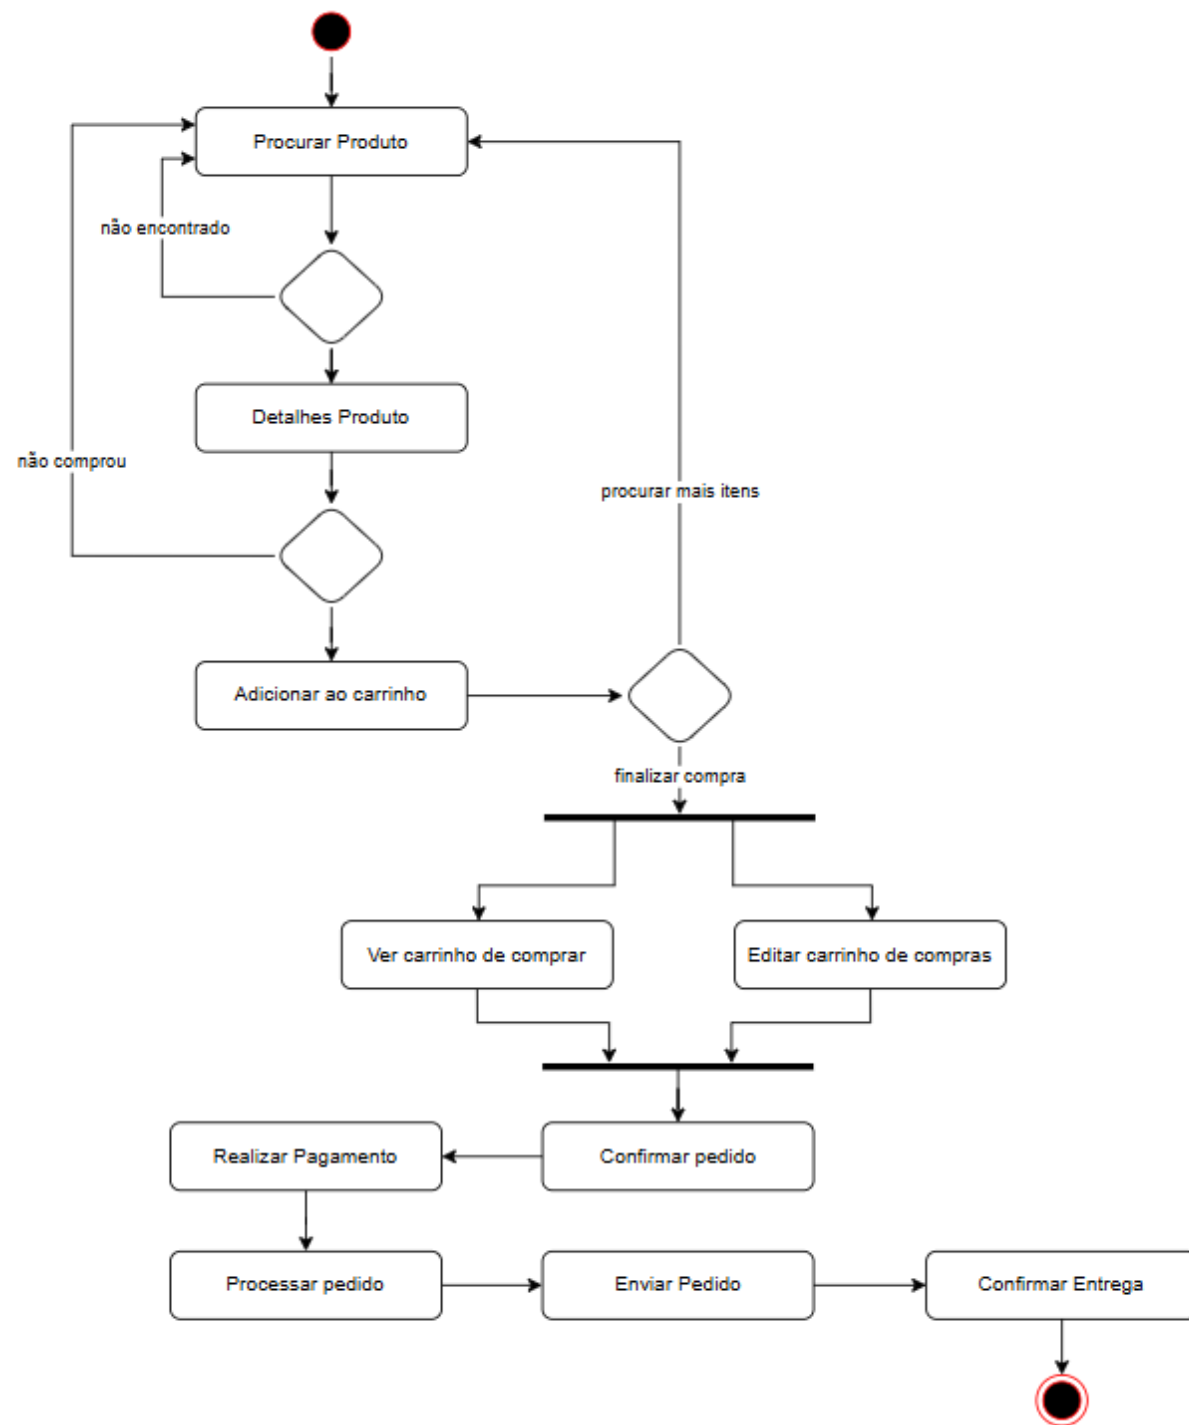 Procurar Produto
não encontrado
Detalhes Produto
não comprou
procurar mais itens
Adicionar ao carrinho
finalizar compra
Ver carrinho de comprar
Editar carrinho de compras
Realizar Pagamento
Confirmar pedido
Processar pedido
Enviar Pedido
Confirmar Entrega